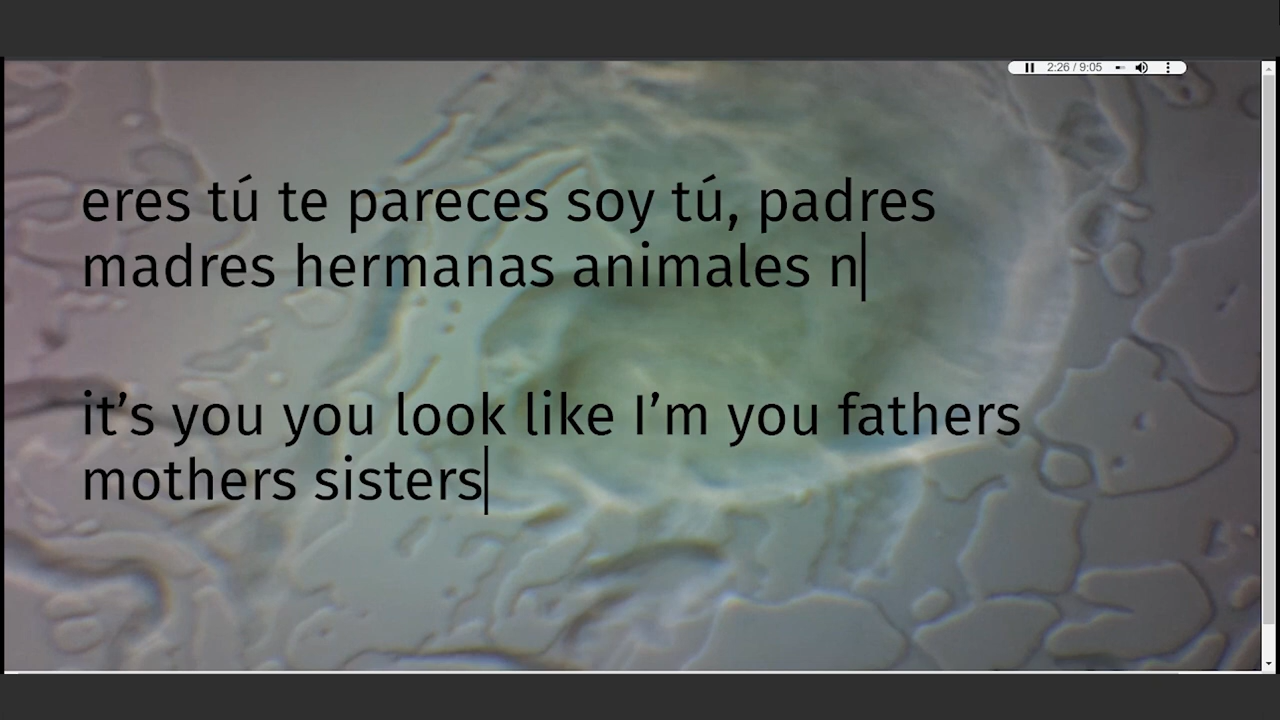 2:26 / 9:05
eres tú te pareces soy tú, padres
madres hermanas animales n
it’s you you look like I’m you fathers
mothers sisters